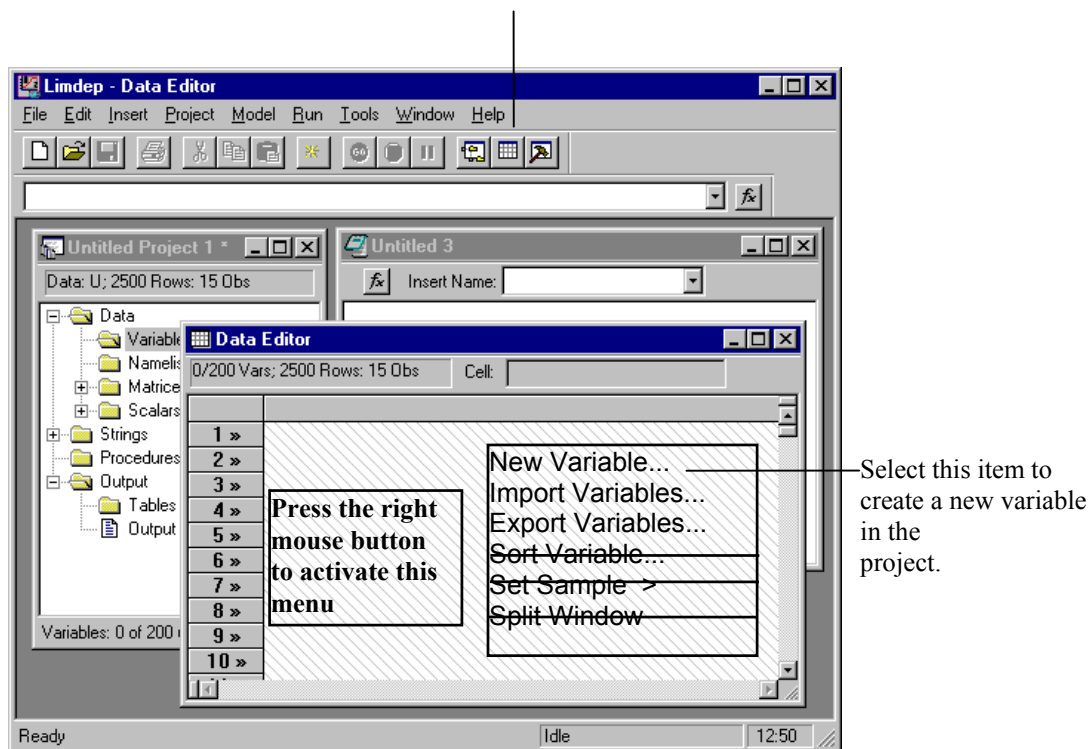 Limdep - Data Editor
File Edit Insert Project Model Run Tools Window Help
GO
fx
Untitled Project 1 *
Data: U; 2500 Rows: 15 Obs
Data
Variable
Namelis
Matrice
Scalars
Strings
Procedures
Output
Tables
Output
Variables: 0 of 200
Untitled 3
fx Insert Name:
Data Editor
0/200 Vars; 2500 Rows: 15 Obs Cell:
1 »
2 »
3 »
4 »
5 »
6 »
7 »
8 »
9 »
10 »
Press the right
mouse button
to activate this
menu
New Variable...
Import Variables...
Export Variables...
Sort Variable...
Set Sample >
Split Window
Select this item to
create a new variable
in the
project.
Ready Idle 12:50